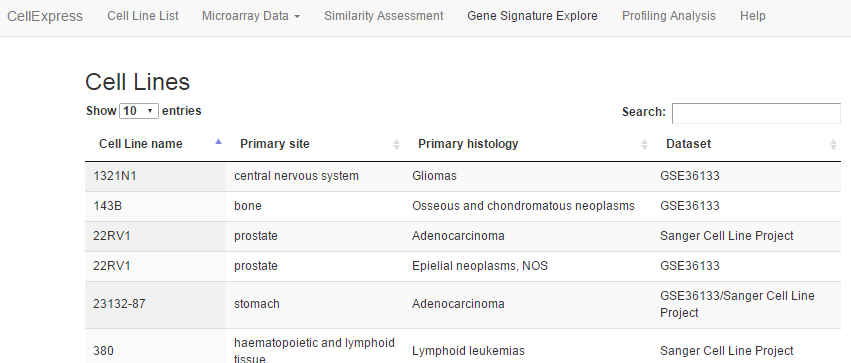 CellExpress Cell Line List Microarray Data Similarity Assessment Gene Signature Explore Profiling Analysis Help
Cell Lines
Show 10 entries Search:
Cell Line name Primary site Primary histology Dataset
1321N1 central nervous system Gliomas GSE36133
143B bone Osseous and chondromatous neoplasms GSE36133
22RV1 prostate Adenocarcinoma Sanger Cell Line Project
22RV1 prostate Epielial neoplasms, NOS GSE36133
23132-87 stomach Adenocarcinoma GSE36133/Sanger Cell Line
Project
380 haematopoietic and lymphoid
tissue Lymphoid leukemias Sanger Cell Line Project